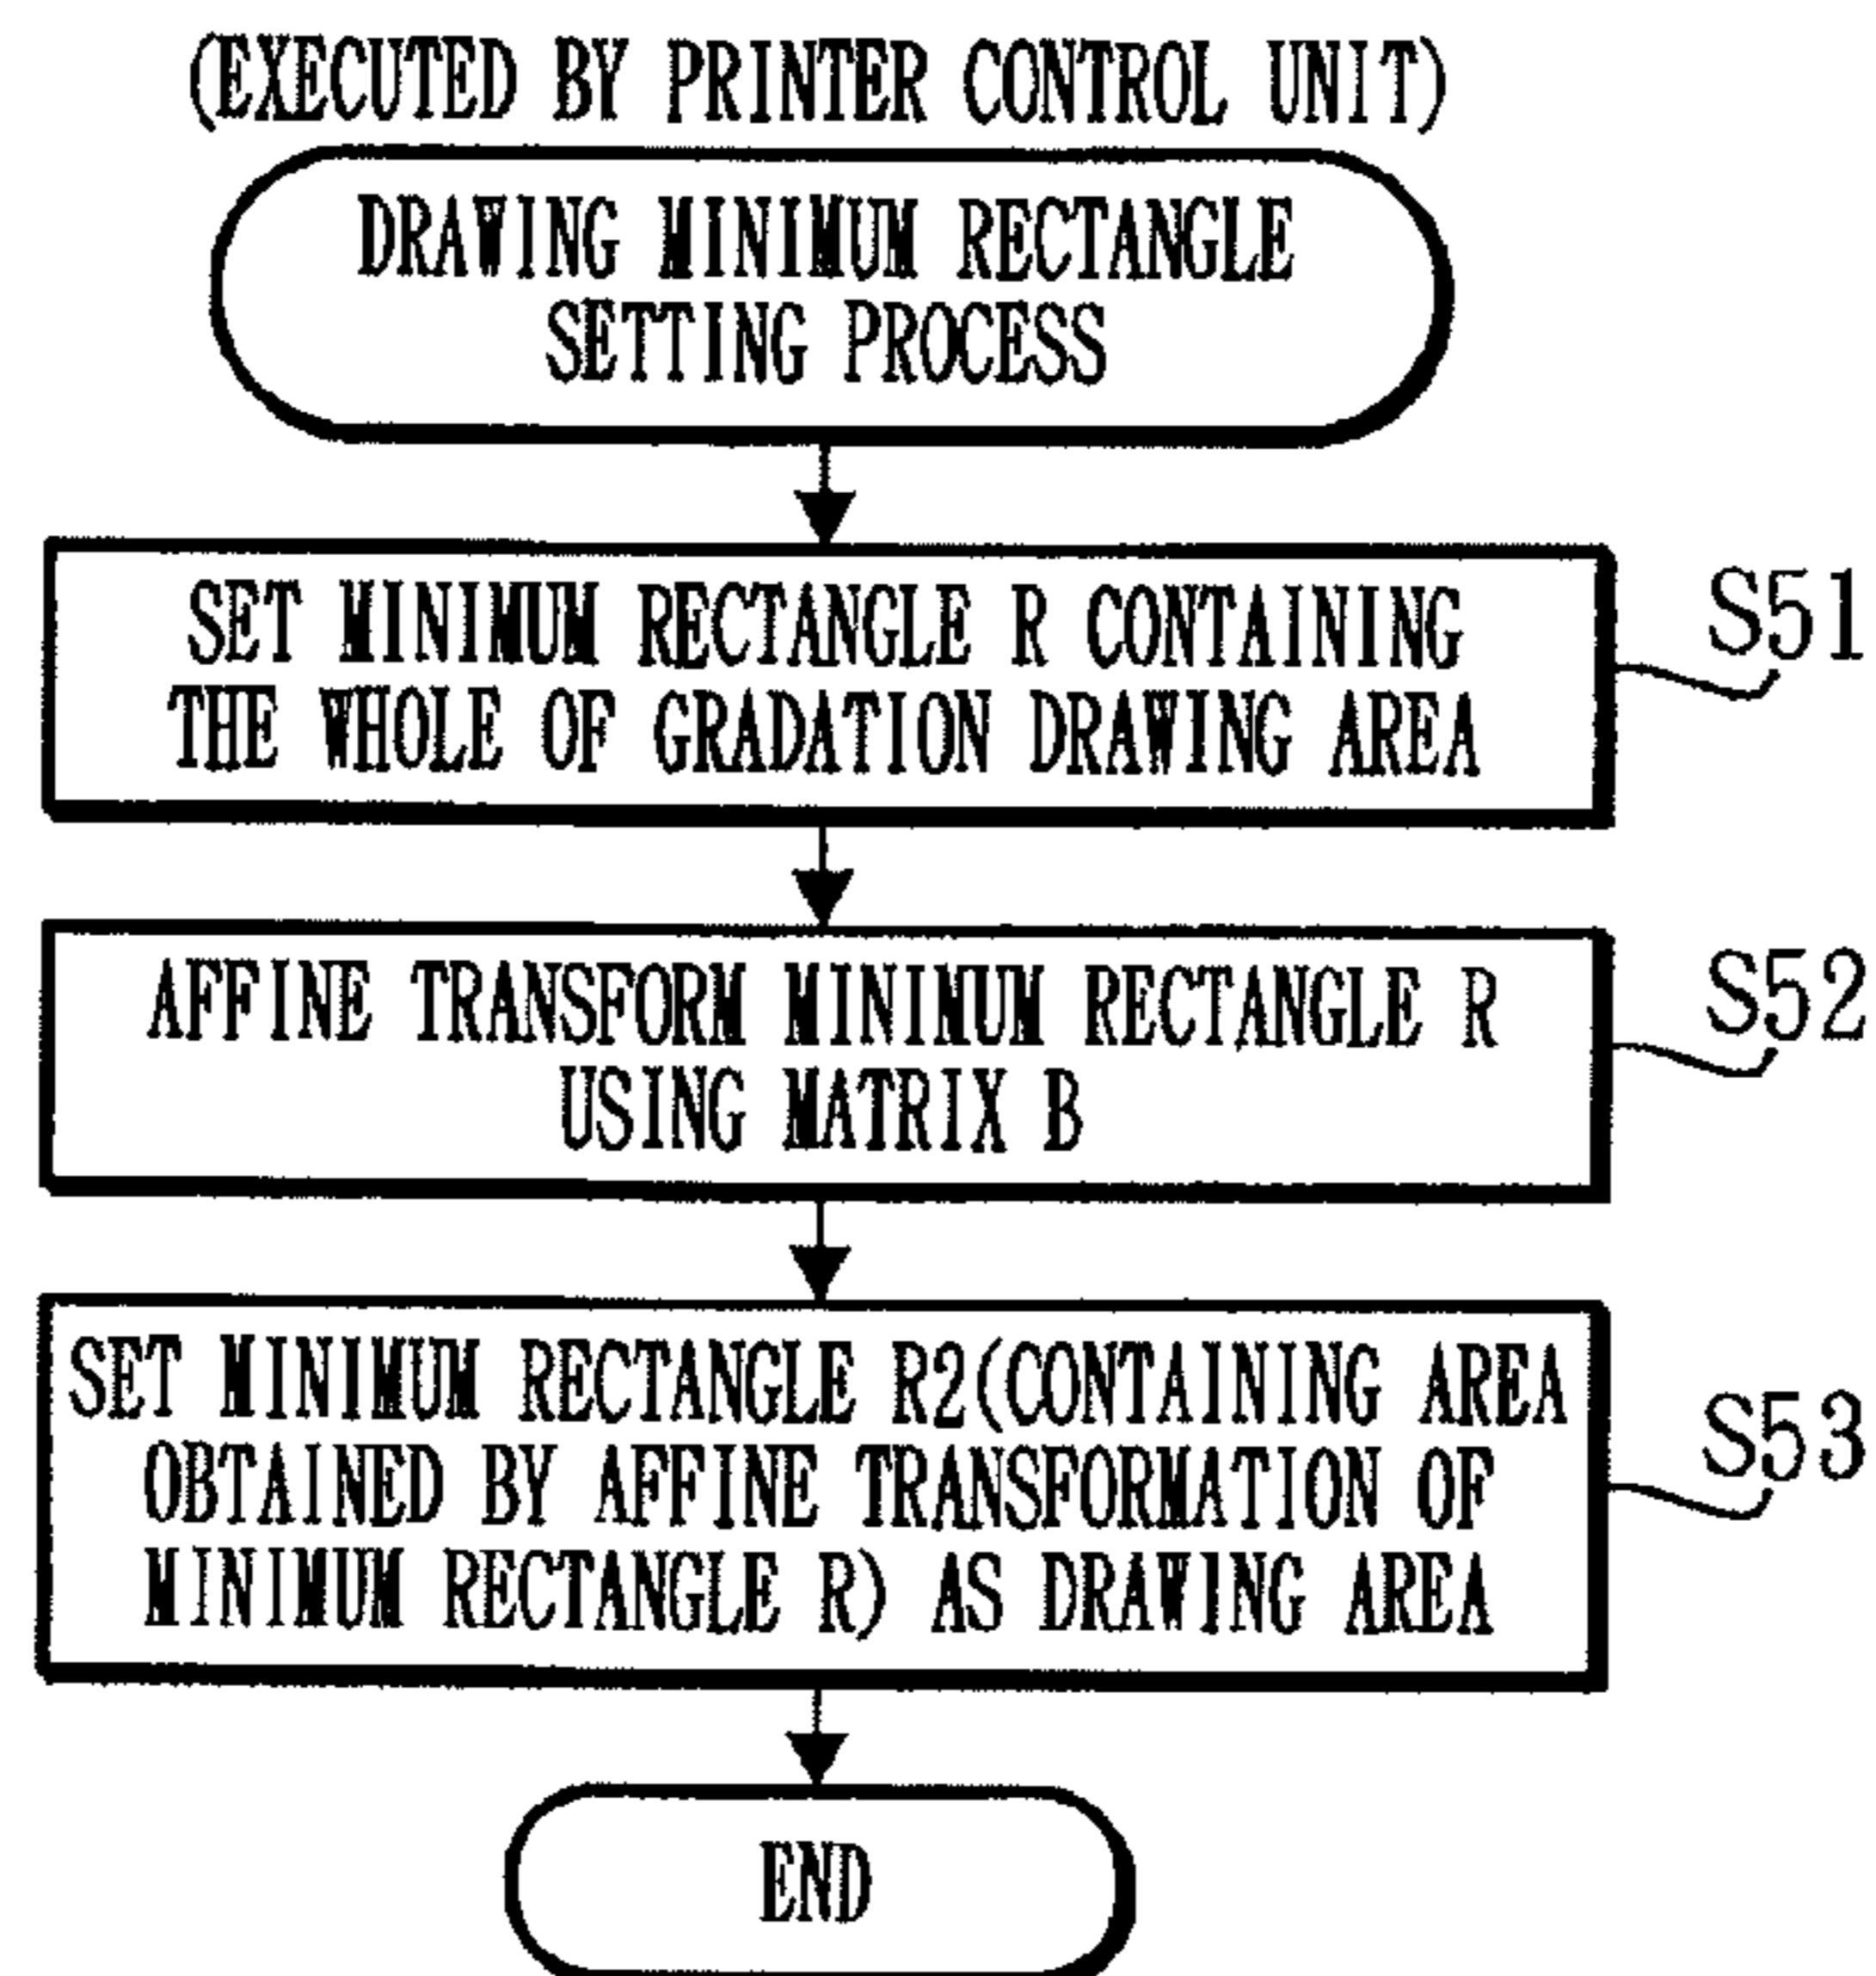 (EXECUTED BY PRINTER CONTROL UNIT)
DRAWING MINIMUM RECTANGLE
SETTING PROCESS
SET MINIMUM RECTANGLE R CONTAINING
THE WHOLE OF GRADATION DRAWING AREA
S51
AFFINE TRANSFORM MINIMUM RECTANGLE R
USING MATRIX B
S52
SET MINIMUM RECTANGLE R2(CONTAINING AREA
OBTAINED BY AFFINE TRANSFORMATION OF
MINIMUM RECTANGLE R) AS DRAWING AREA
S53
END